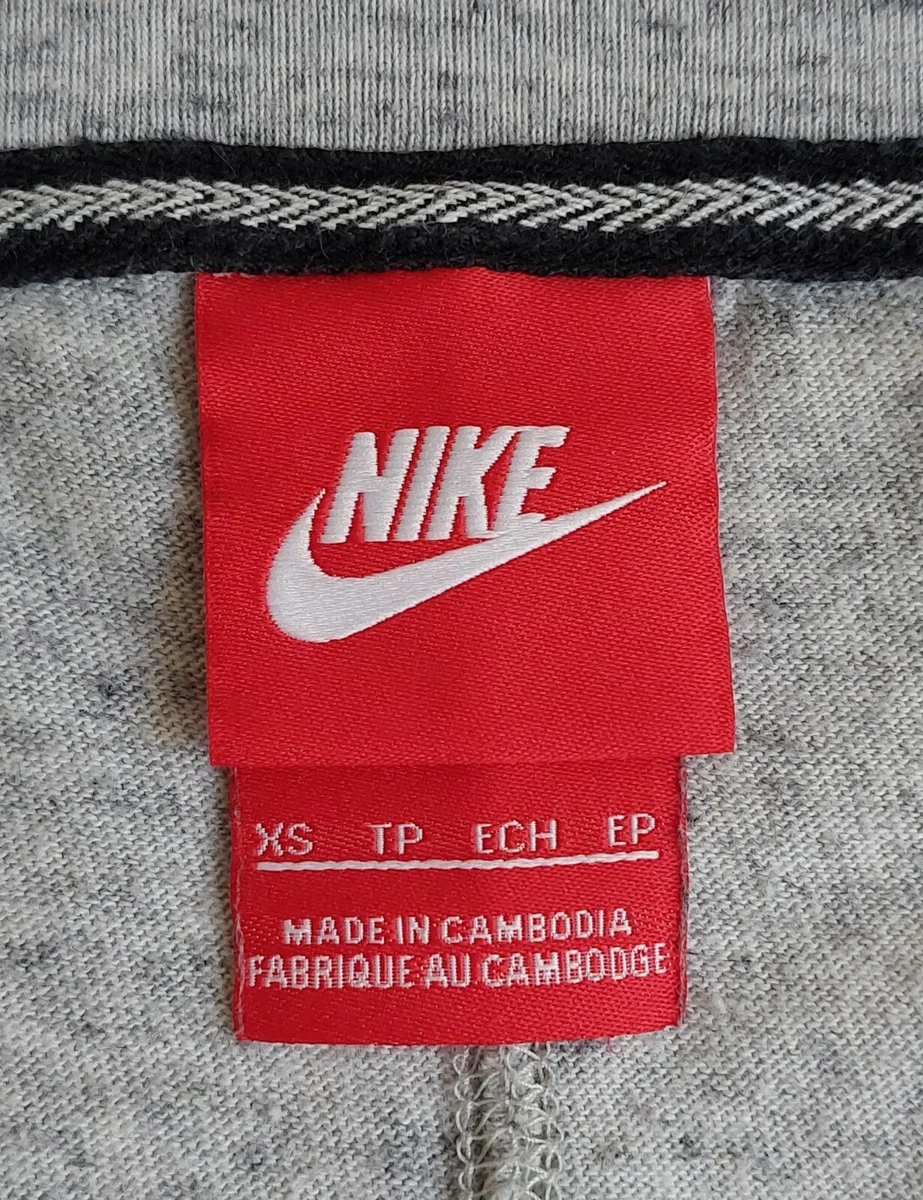 NIKE
XS TP ECH EP
MADE IN CAMBODIA
FABRIQUE AU CAMBODGE